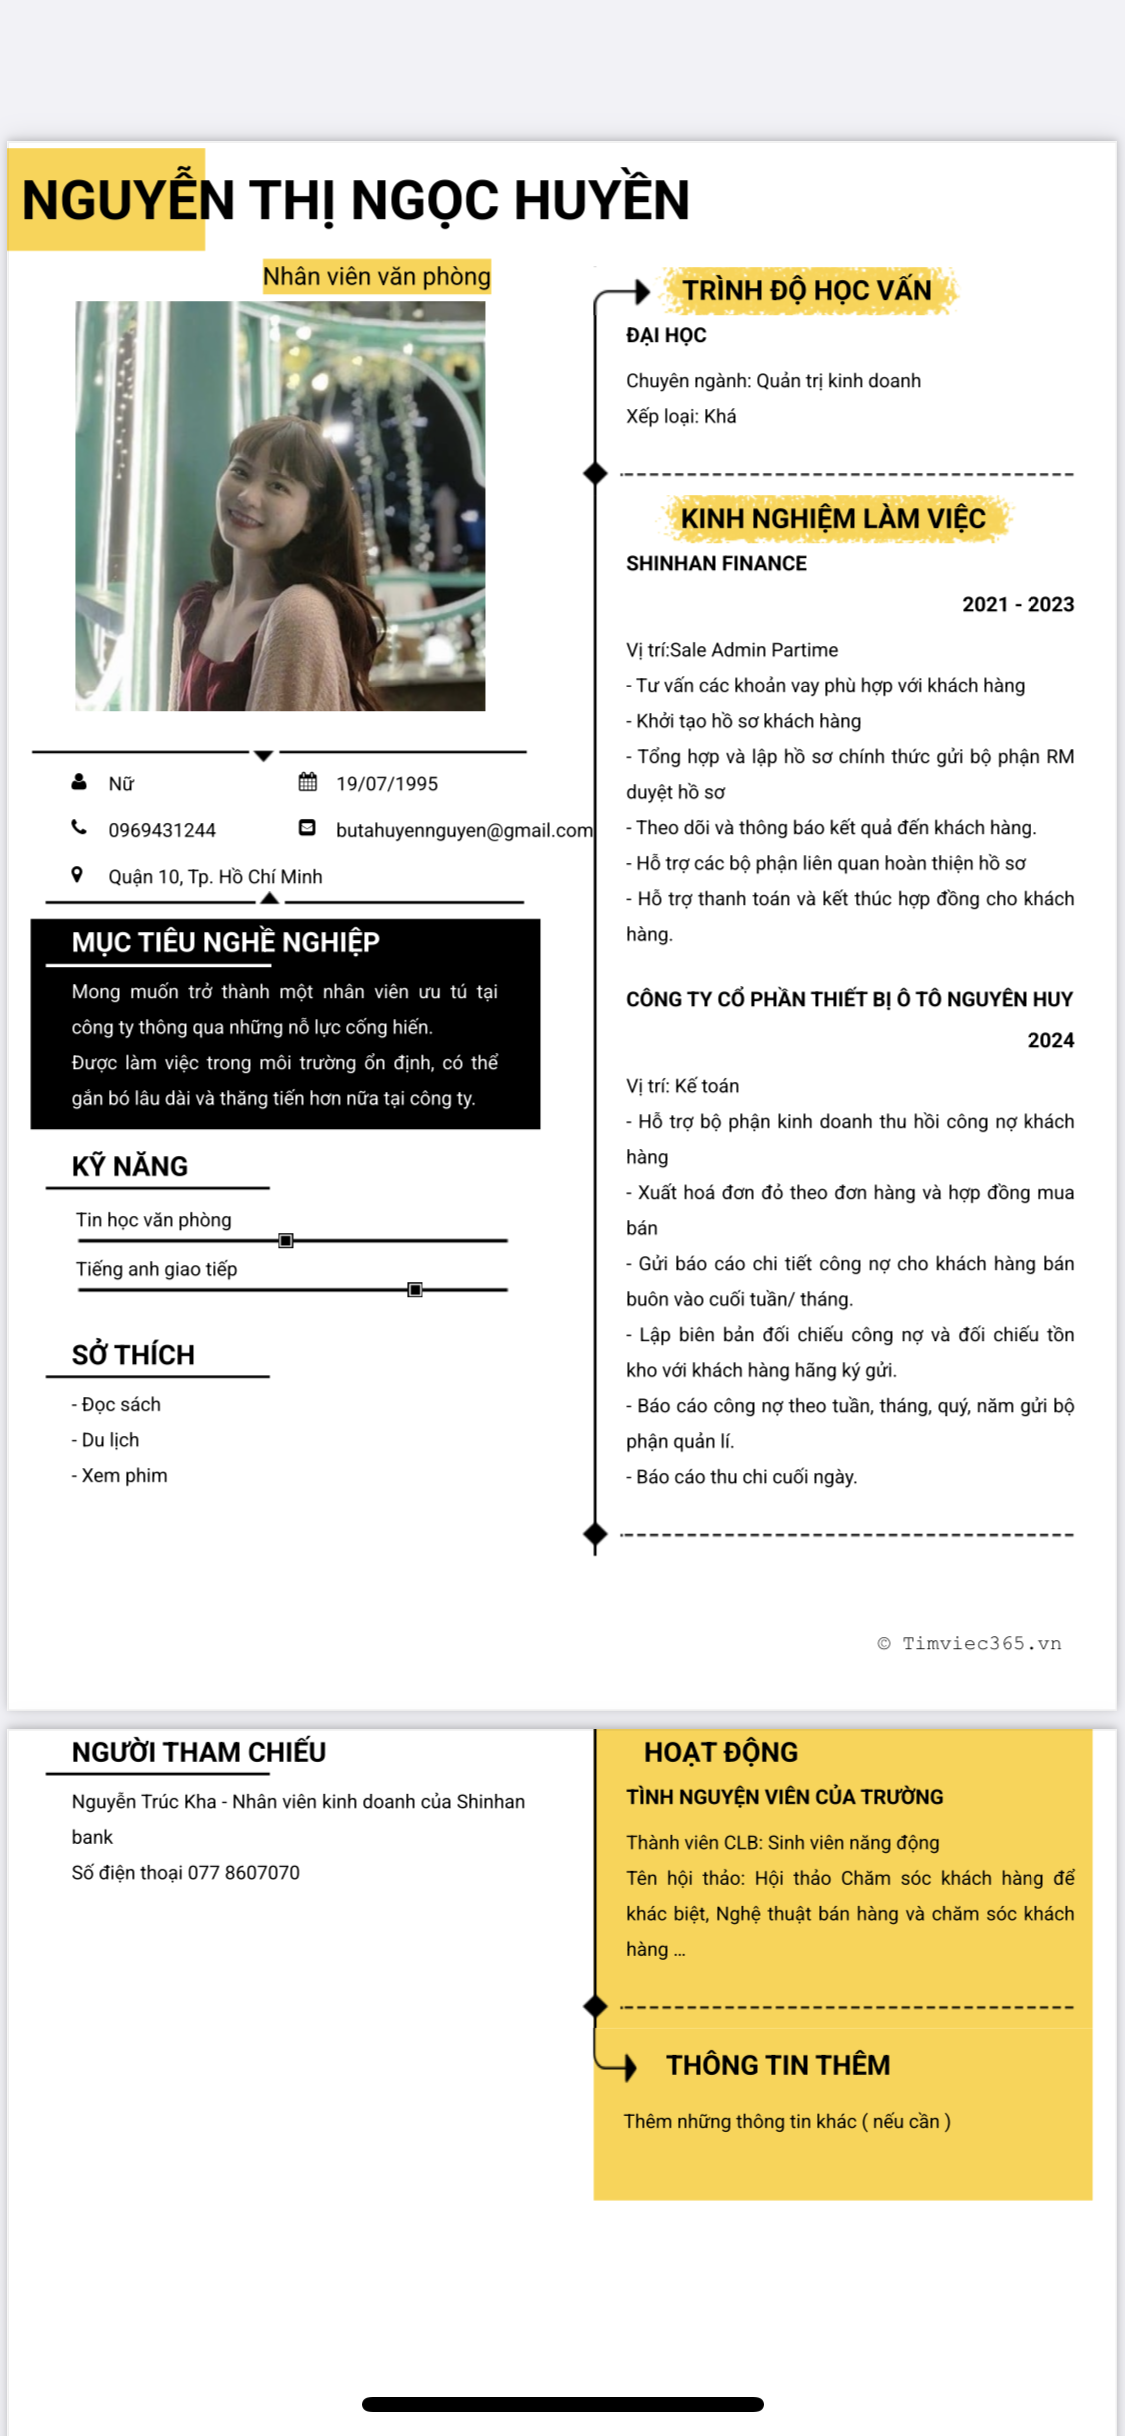 NGUYỄN THỊ NGỌC HUYỀN
Nhân viên văn phòng
Nữ
19/07/1995
0969431244
butahuyennguyen@gmail.com
Quận 10, Tp. Hồ Chí Minh
MỤC TIÊU NGHỀ NGHIỆP
Mong muốn trở thành một nhân viên ưu tú tại
công ty thông qua những nỗ lực cống hiến.
Được làm việc trong môi trường ổn định, có thể
gắn bó lâu dài và thăng tiến hơn nữa tại công ty.
KỸ NĂNG
Tin học văn phòng
Tiếng anh giao tiếp
SỞ THÍCH
- Đọc sách
- Du lịch
- Xem phim
TRÌNH ĐỘ HỌC VẤN
ĐẠI HỌC
Chuyên ngành: Quản trị kinh doanh
Xếp loại: Khá
KINH NGHIỆM LÀM VIỆC
SHINHAN FINANCE
2021 - 2023
Vị trí:Sale Admin Partime
- Tư vấn các khoản vay phù hợp với khách hàng
- Khởi tạo hồ sơ khách hàng
- Tổng hợp và lập hồ sơ chính thức gửi bộ phận RM
duyệt hồ sơ
- Theo dõi và thông báo kết quả đến khách hàng.
- Hỗ trợ các bộ phận liên quan hoàn thiện hồ sơ
- Hỗ trợ thanh toán và kết thúc hợp đồng cho khách
hàng.
CÔNG TY CỔ PHẦN THIẾT BỊ Ô TÔ NGUYÊN HUY
2024
Vị trí: Kế toán
- Hỗ trợ bộ phận kinh doanh thu hồi công nợ khách
hàng
- Xuất hoá đơn đỏ theo đơn hàng và hợp đồng mua
bán
- Gửi báo cáo chi tiết công nợ cho khách hàng bán
buôn vào cuối tuần/ tháng.
- Lập biên bản đối chiếu công nợ và đối chiếu tồn
kho với khách hàng hãng ký gửi.
- Báo cáo công nợ theo tuần, tháng, quý, năm gửi bộ
phận quản lí.
- Báo cáo thu chi cuối ngày.
© Timviec365.vn
NGƯỜI THAM CHIẾU
Nguyễn Trúc Kha - Nhân viên kinh doanh của Shinhan
bank
Số điện thoại 077 8607070
HOẠT ĐỘNG
TÌNH NGUYỆN VIÊN CỦA TRƯỜNG
Thành viên CLB: Sinh viên năng động
Tên hội thảo: Hội thảo Chăm sóc khách hàng để
khác biệt, Nghệ thuật bán hàng và chăm sóc khách
hàng ...
THÔNG TIN THÊM
Thêm những thông tin khác ( nếu cần )